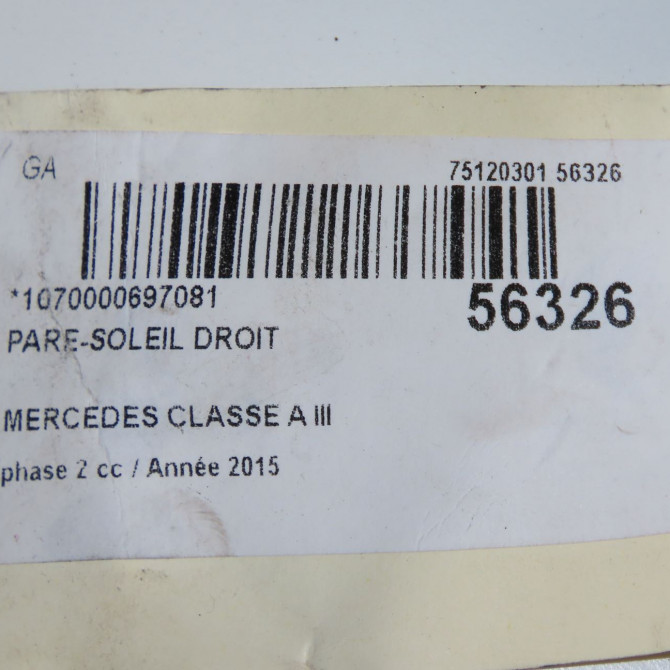 GA
75120301 56326
*1070000697081
56326
PARE-SOLEIL DROIT
MERCEDES CLASSE A III
phase 2 cc / Année 2015